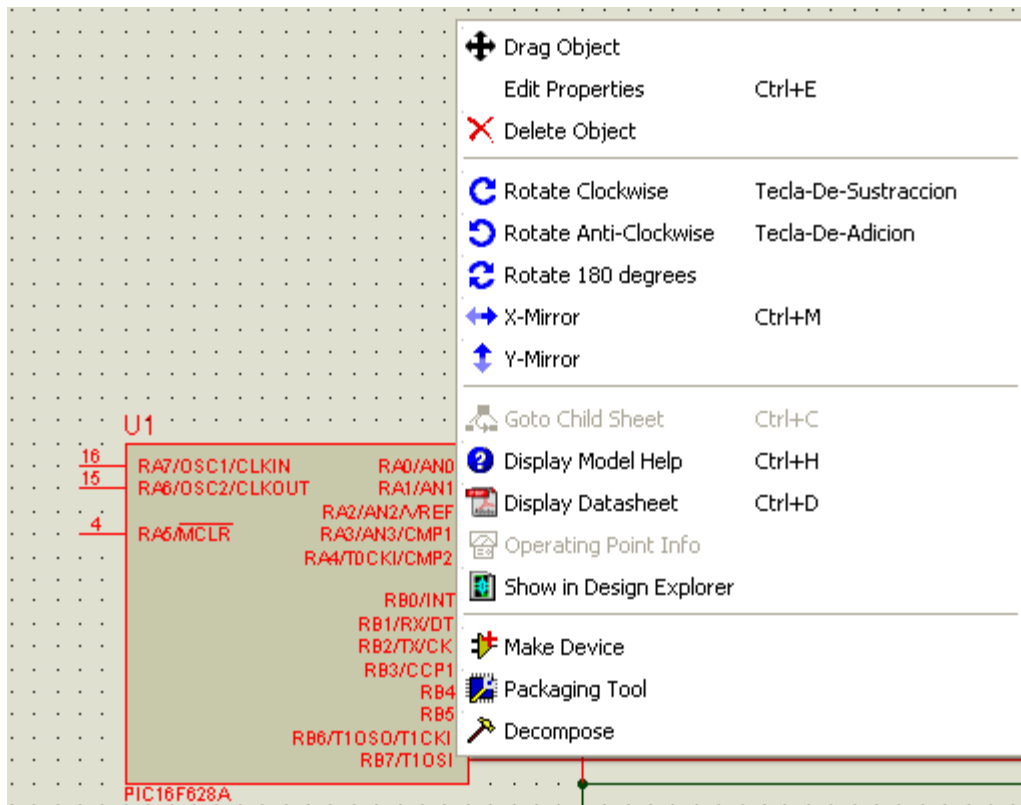 Drag Object
Edit Properties Ctrl+E
Delete Object
Rotate Clockwise Tecla-De-Sustraccion
Rotate Anti-Clockwise Tecla-De-Adicion
Rotate 180 degrees
X-Mirror Ctrl+M
Y-Mirror
Goto Child Sheet Ctrl+C
Display Model Help Ctrl+H
Display Datasheet Ctrl+D
Operating Point Info
Show in Design Explorer
Make Device
Packaging Tool
Decompose
U1
16 RA7/OSC1/CLKIN RA0/AN0
15 RA6/OSC2/CLKOUT RA1/AN1
RA2/AN2/VREF
4 RA5/MCLR RA3/AN3/CMP1
RA4/T0CKI/CMP2
RB0/INT
RB1/RX/DT
RB2/TX/CK
RB3/CCP1
RB4
RB5
RB6/T1OSO/T1CKI
RB7/T1OSI
PIC16F628A